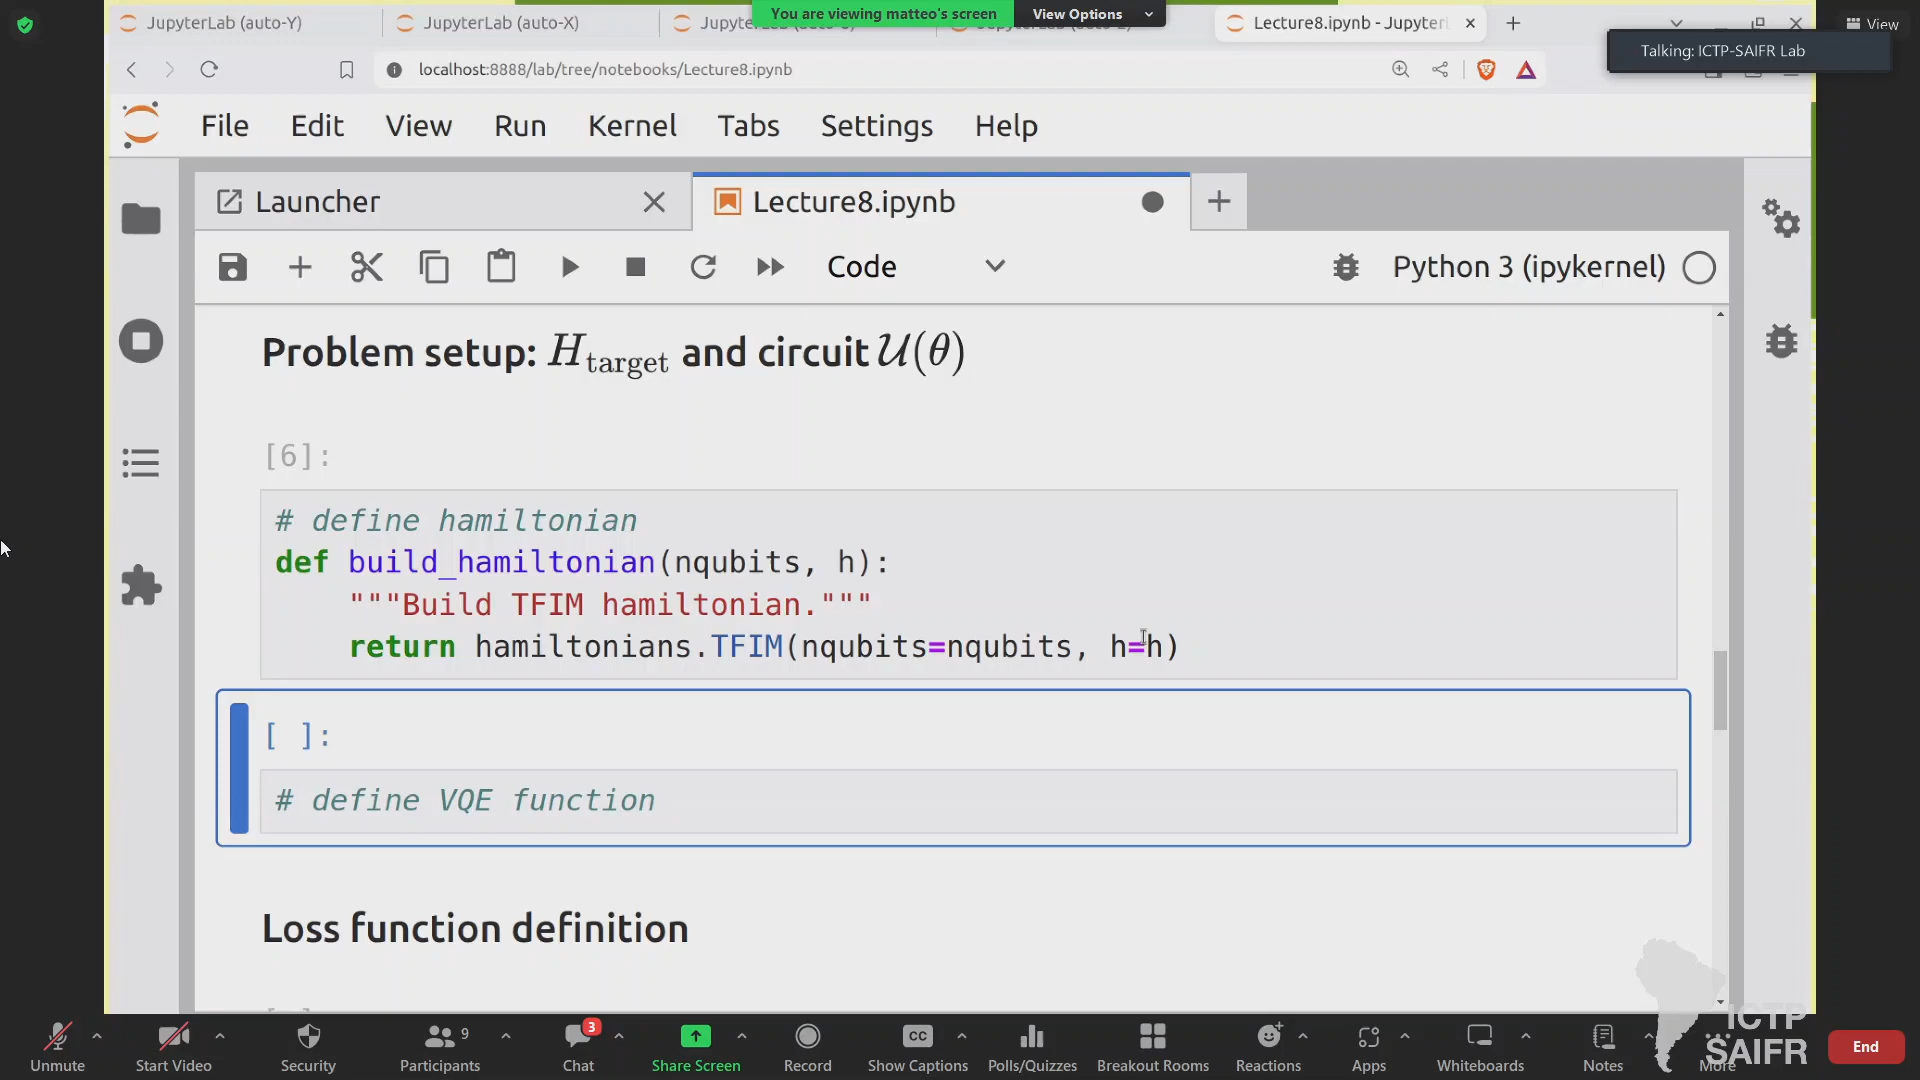 JupyterLab (auto-Y)
JupyterLab (auto-X)
You are viewing matteo's screen
View Options
Lecture8.ipynb - Jupyter
View
Talking: ICTP-SAIFR Lab
localhost:8888/lab/tree/notebooks/Lecture8.ipynb
File Edit View Run Kernel Tabs Settings Help
Launcher
Lecture8.ipynb
Code
Python 3 (ipykernel)
Problem setup: H_target and circuit 𝒰(θ)
[6]:
# define hamiltonian
def build_hamiltonian(nqubits, h):
"""Build TFIM hamiltonian."""
return hamiltonians.TFIM(nqubits=nqubits, h=h)
[ ]:
# define VQE function
Loss function definition
ICTP
SAIFR
9
3
CC
Unmute
Start Video
Security
Participants
Chat
Share Screen
Record
Show Captions
Polls/Quizzes
Breakout Rooms
Reactions
Apps
Whiteboards
Notes
More
End